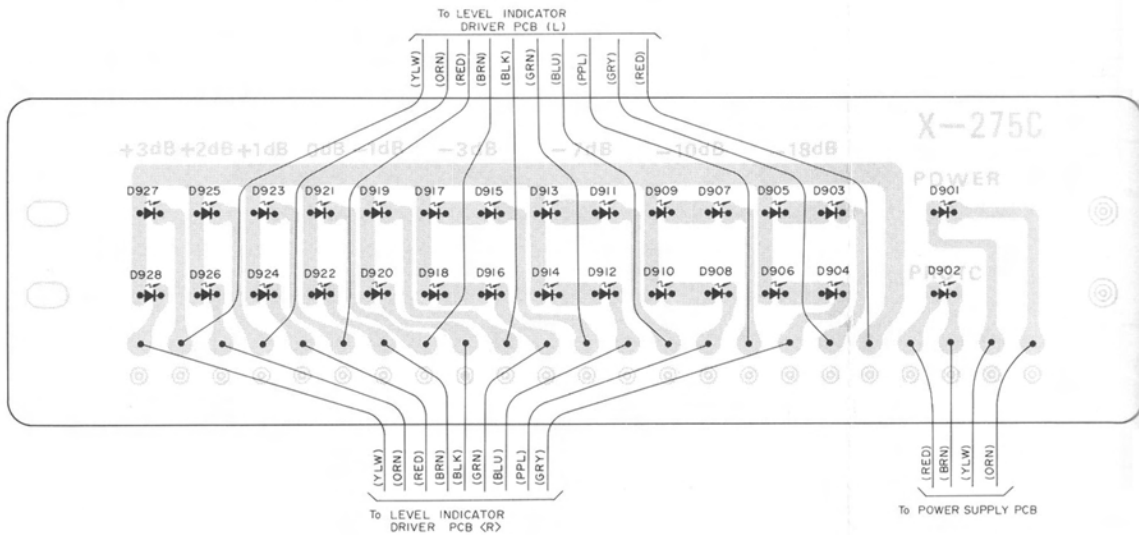 To LEVEL INDICATOR
DRIVER PCB (L)
(YLW) (ORN) (RED) (BRN) (BLK) (GRN) (BLU) (PPL) (GRY) (RED)
X-275C
+3dB +2dB +1dB 0dB -1dB -3dB -7dB -10dB -18dB
POWER
D927 D925 D923 D921 D919 D917 D915 D913 D911 D909 D907 D905 D903 D901
D928 D926 D924 D922 D920 D918 D916 D914 D912 D910 D908 D906 D904 D902
(YLW) (ORN) (RED) (BRN) (BLK) (GRN) (BLU) (PPL) (GRY)
(RED) (BRN) (YLW) (ORN)
To LEVEL INDICATOR
DRIVER PCB <R>
To POWER SUPPLY PCB